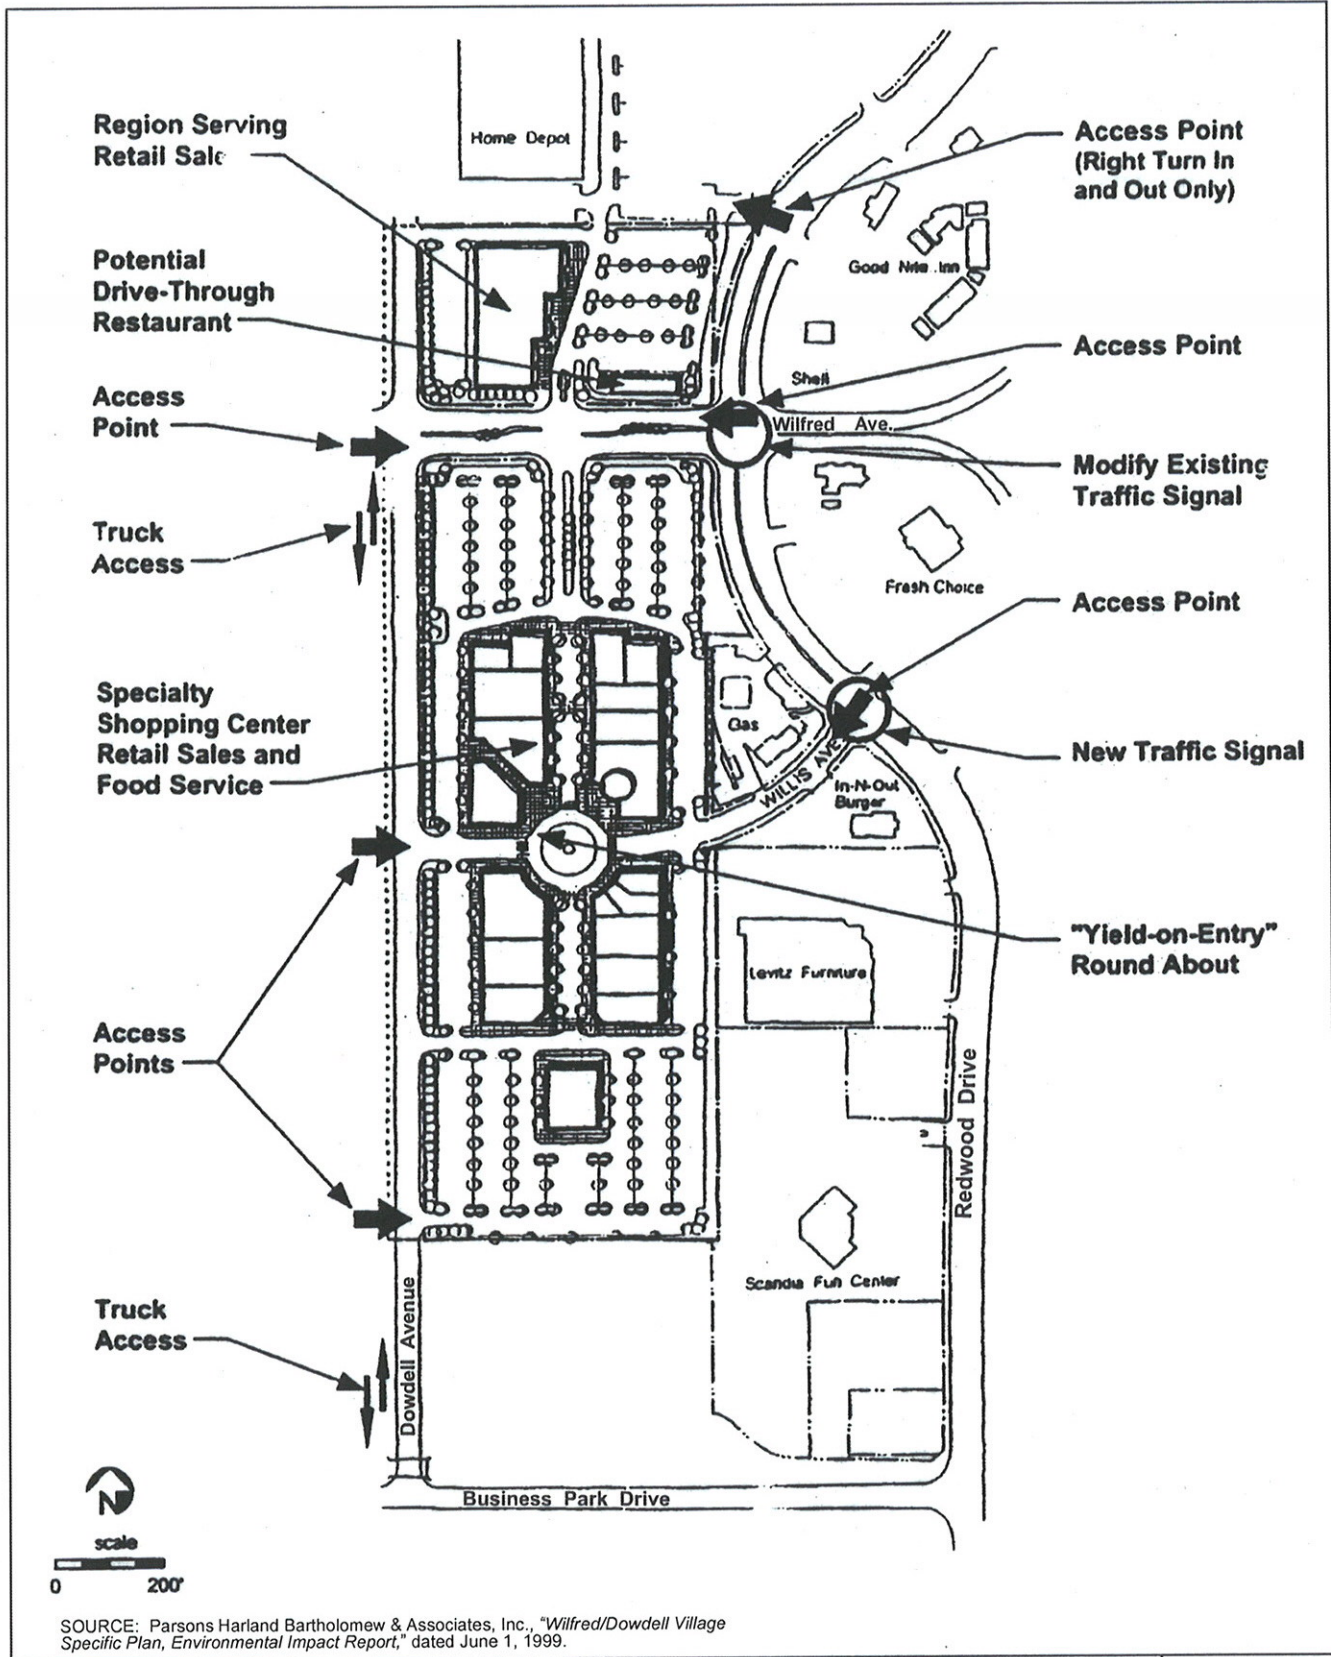 Home Depot
Region Serving
Retail Sale
Access Point
(Right Turn In
and Out Only)
Good Nite Inn
Potential
Drive-Through
Restaurant
Access Point
Shell
Access
Point
Wilfred Ave.
Modify Existing
Traffic Signal
Truck
Access
Fresh Choice
Access Point
Specialty
Shopping Center
Retail Sales and
Food Service
Gas
WILLIS AVE
New Traffic Signal
In-N-Out
Burger
"Yield-on-Entry"
Round About
Levitz Furniture
Access
Points
Redwood Drive
Scandia Fun Center
Truck
Access
Dowdell Avenue
Business Park Drive
N
scale
0 200'
SOURCE: Parsons Harland Bartholomew & Associates, Inc., "Wilfred/Dowdell Village
Specific Plan, Environmental Impact Report," dated June 1, 1999.